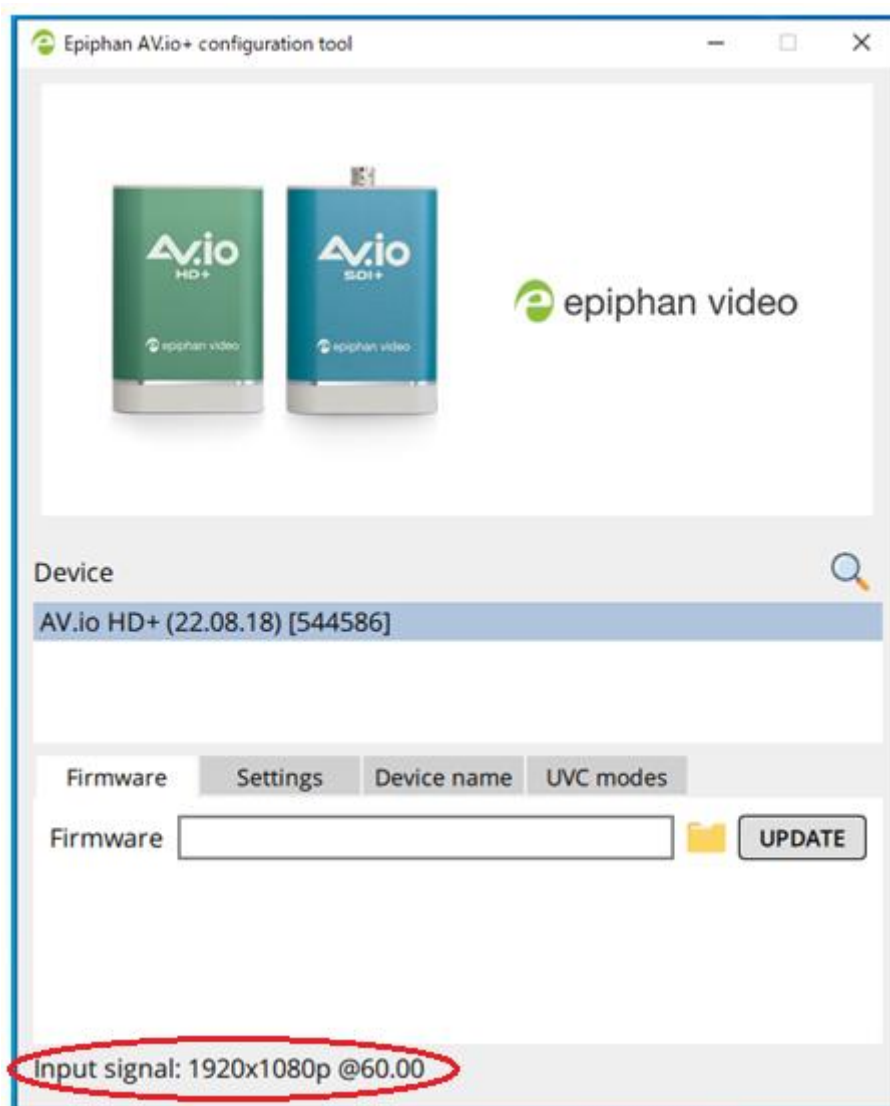 Epiphan AV.io+ configuration tool
AV.io
HD+
epiphan video
AV.io
SDI+
epiphan video
epiphan video
Device
AV.io HD+ (22.08.18) [544586]
Firmware Settings Device name UVC modes
Firmware UPDATE
Input signal: 1920x1080p @60.00